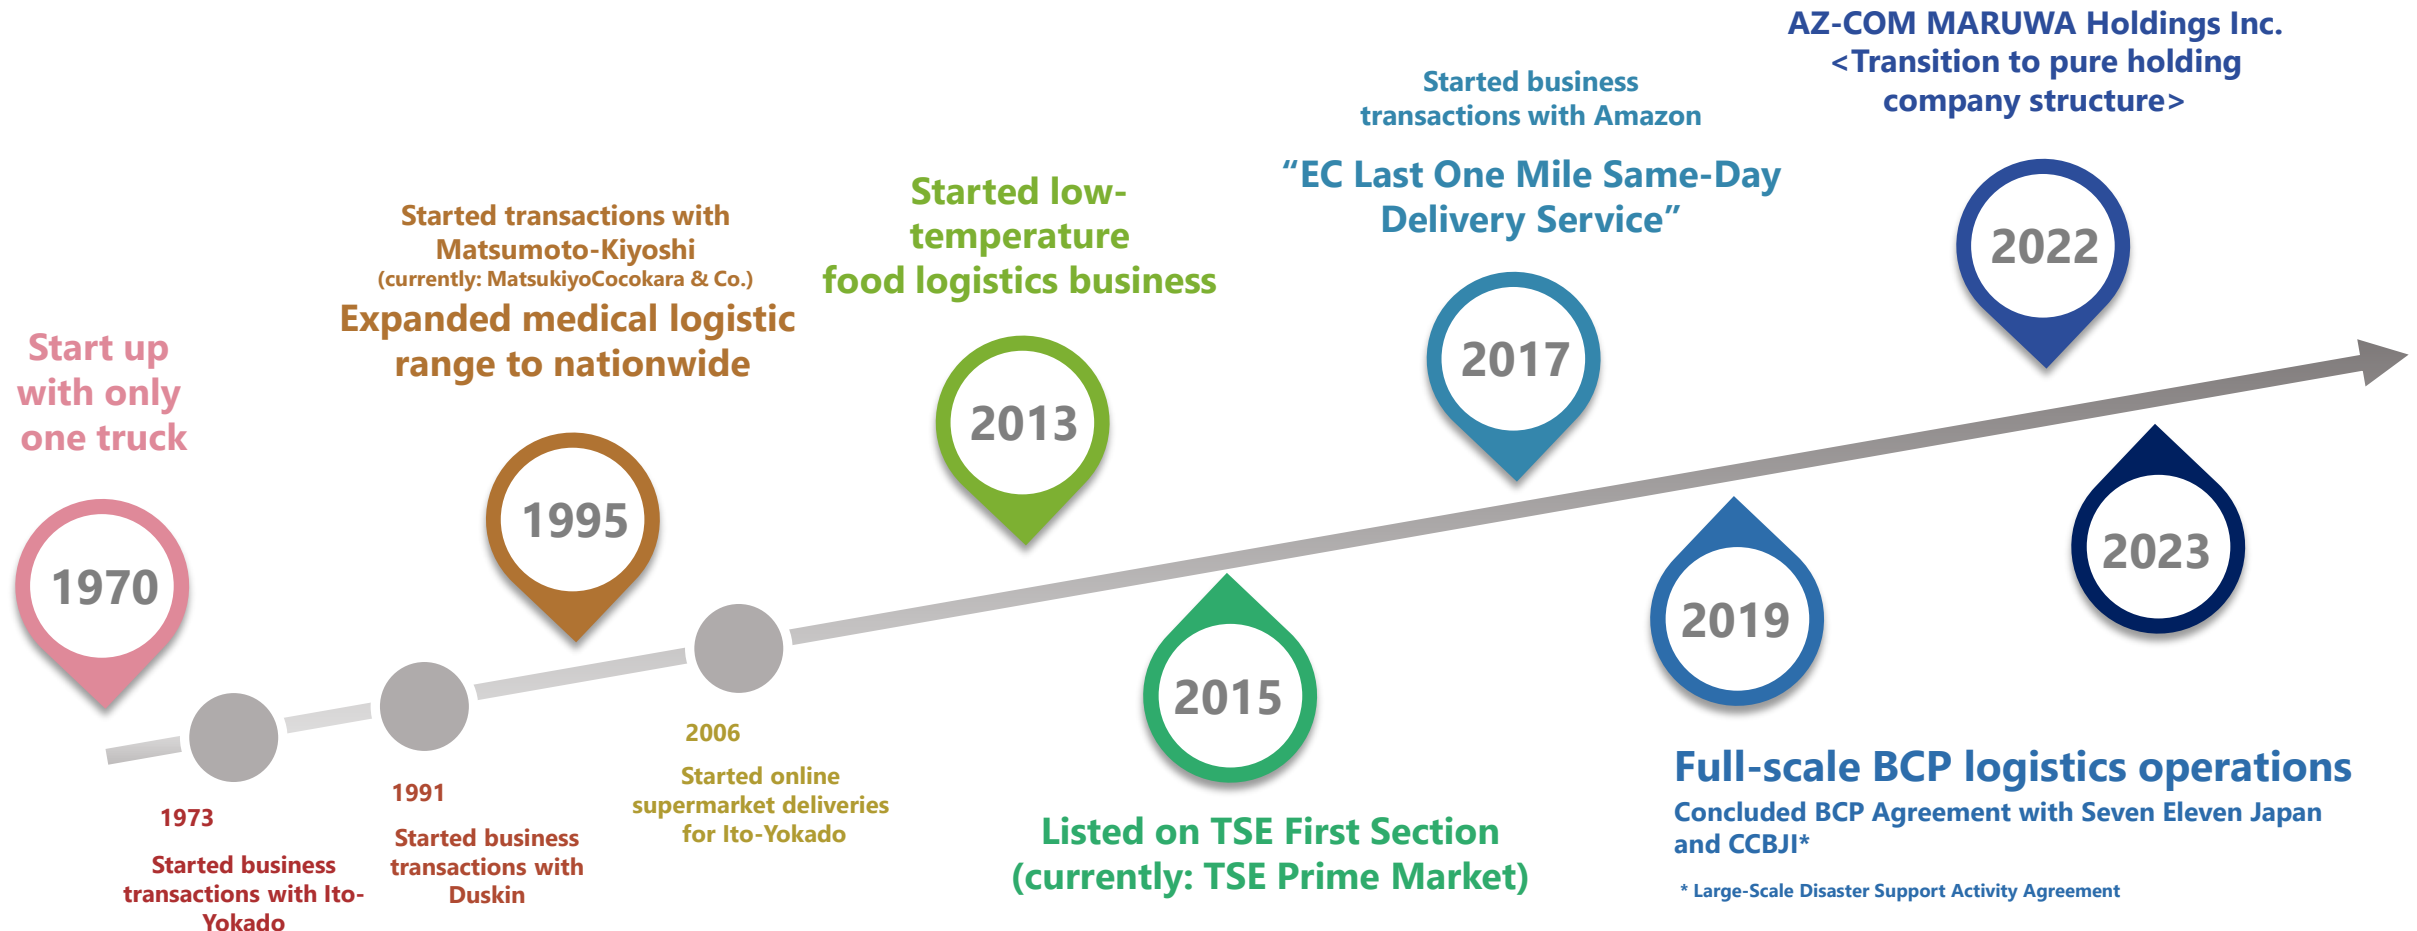 Start up
with only
one truck
1970
1973
Started business
transactions with Ito-
Yokado
1991
Started business
transactions with
Duskin
Started transactions with
Matsumoto-Kiyoshi
(currently: MatsukiyoCocokara & Co.)
Expanded medical logistic
range to nationwide
1995
2006
Started online
supermarket deliveries
for Ito-Yokado
Started low-
temperature
food logistics business
2013
2015
Listed on TSE First Section
(currently: TSE Prime Market)
Started business
transactions with Amazon
“EC Last One Mile Same-Day
Delivery Service”
2017
2019
Full-scale BCP logistics operations
Concluded BCP Agreement with Seven Eleven Japan
and CCBJI*
* Large-Scale Disaster Support Activity Agreement
AZ-COM MARUWA Holdings Inc.
<Transition to pure holding
company structure>
2022
2023